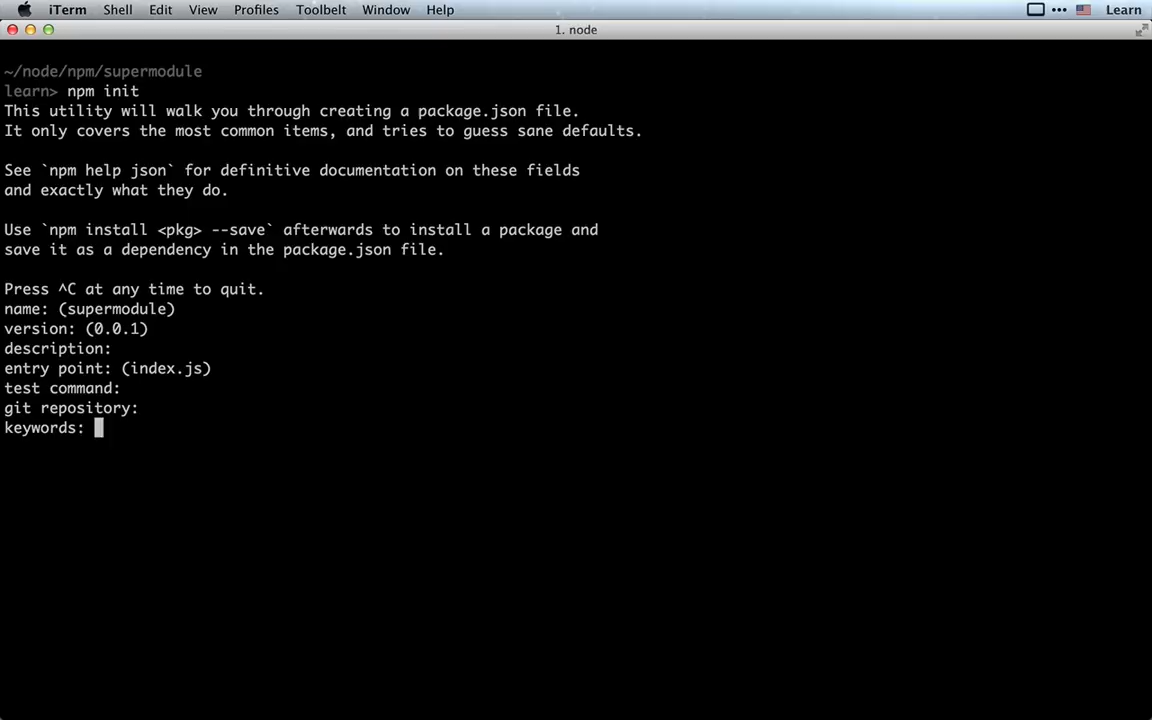 iTerm Shell Edit View Profiles Toolbelt Window Help Learn
1. node
~/node/npm/supermodule
learn> npm init
This utility will walk you through creating a package.json file.
It only covers the most common items, and tries to guess sane defaults.
See `npm help json` for definitive documentation on these fields
and exactly what they do.
Use `npm install <pkg> --save` afterwards to install a package and
save it as a dependency in the package.json file.
Press ^C at any time to quit.
name: (supermodule)
version: (0.0.1)
description:
entry point: (index.js)
test command:
git repository:
keywords: